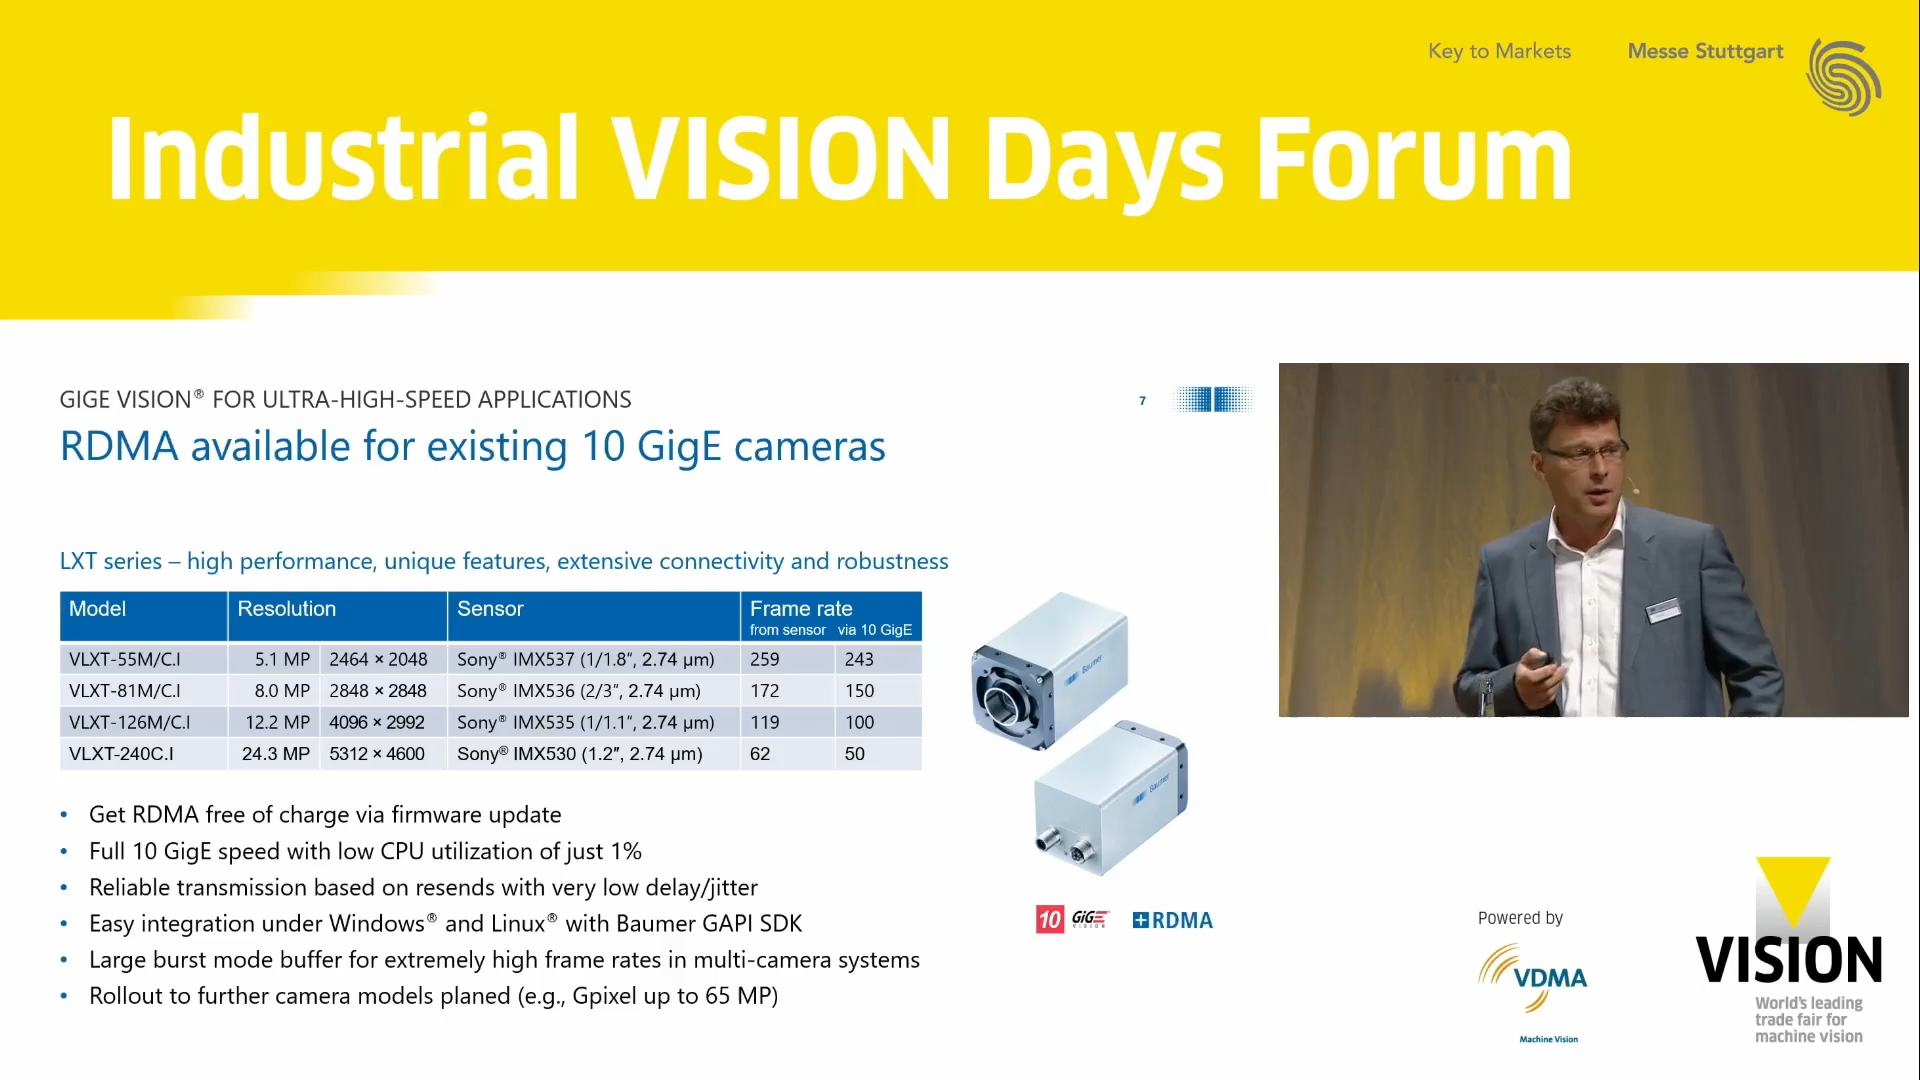 Key to Markets Messe Stuttgart
Industrial VISION Days Forum
GIGE VISION® FOR ULTRA-HIGH-SPEED APPLICATIONS
7
RDMA available for existing 10 GigE cameras
LXT series – high performance, unique features, extensive connectivity and robustness
Model Resolution Sensor Frame rate
from sensor via 10 GigE
VLXT-55M/C.I 5.1 MP 2464 × 2048 Sony® IMX537 (1/1.8″, 2.74 µm) 259 243
VLXT-81M/C.I 8.0 MP 2848 × 2848 Sony® IMX536 (2/3″, 2.74 µm) 172 150
VLXT-126M/C.I 12.2 MP 4096 × 2992 Sony® IMX535 (1/1.1″, 2.74 µm) 119 100
VLXT-240C.I 24.3 MP 5312 × 4600 Sony® IMX530 (1.2″, 2.74 µm) 62 50
• Get RDMA free of charge via firmware update
• Full 10 GigE speed with low CPU utilization of just 1%
• Reliable transmission based on resends with very low delay/jitter
• Easy integration under Windows® and Linux® with Baumer GAPI SDK
• Large burst mode buffer for extremely high frame rates in multi-camera systems
• Rollout to further camera models planed (e.g., Gpixel up to 65 MP)
Baumer
Baumer
10 GIGE VISION
+RDMA
Powered by
VDMA
Machine Vision
VISION
World's leading
trade fair for
machine vision